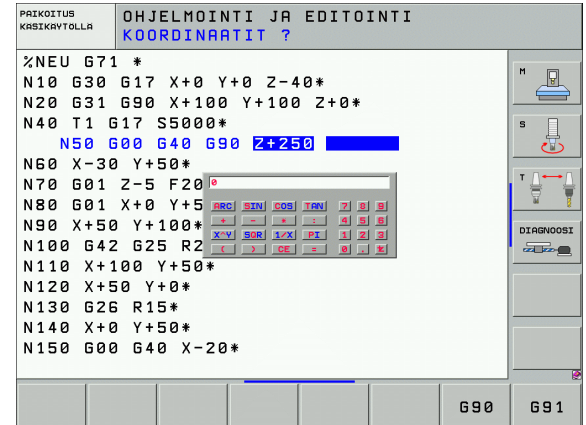 PAIKOITUS
KASIKAYTOLLA
OHJELMOINTI JA EDITOINTI
KOORDINAATIT ?
%NEU G71 *
N10 G30 G17 X+0 Y+0 Z-40*
N20 G31 G90 X+100 Y+100 Z+0*
N40 T1 G17 S5000*
N50 G00 G40 G90 Z+250
N60 X-30 Y+50*
N70 G01 Z-5 F20
N80 G01 X+0 Y+5
N90 X+50 Y+100*
N100 G42 G25 R2
N110 X+100 Y+50*
N120 X+50 Y+0*
N130 G26 R15*
N140 X+0 Y+50*
N150 G00 G40 X-20*
0
ARC SIN COS TAN 7 8 9
+ - * : 4 5 6
X^Y SQR 1/X PI 1 2 3
( ) CE = 0 . ±
M
S
T
DIAGNOOSI
G90 G91